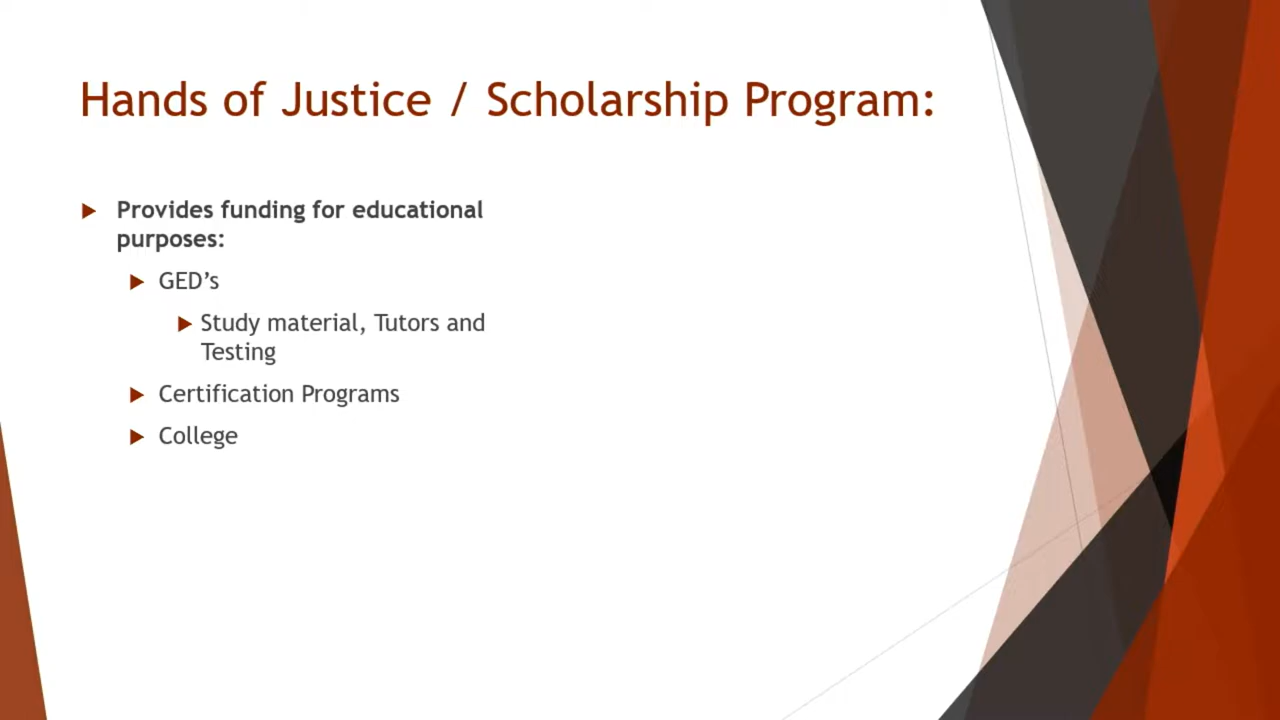 Hands of Justice / Scholarship Program:
Provides funding for educational
purposes:
GED’s
Study material, Tutors and
Testing
Certification Programs
College